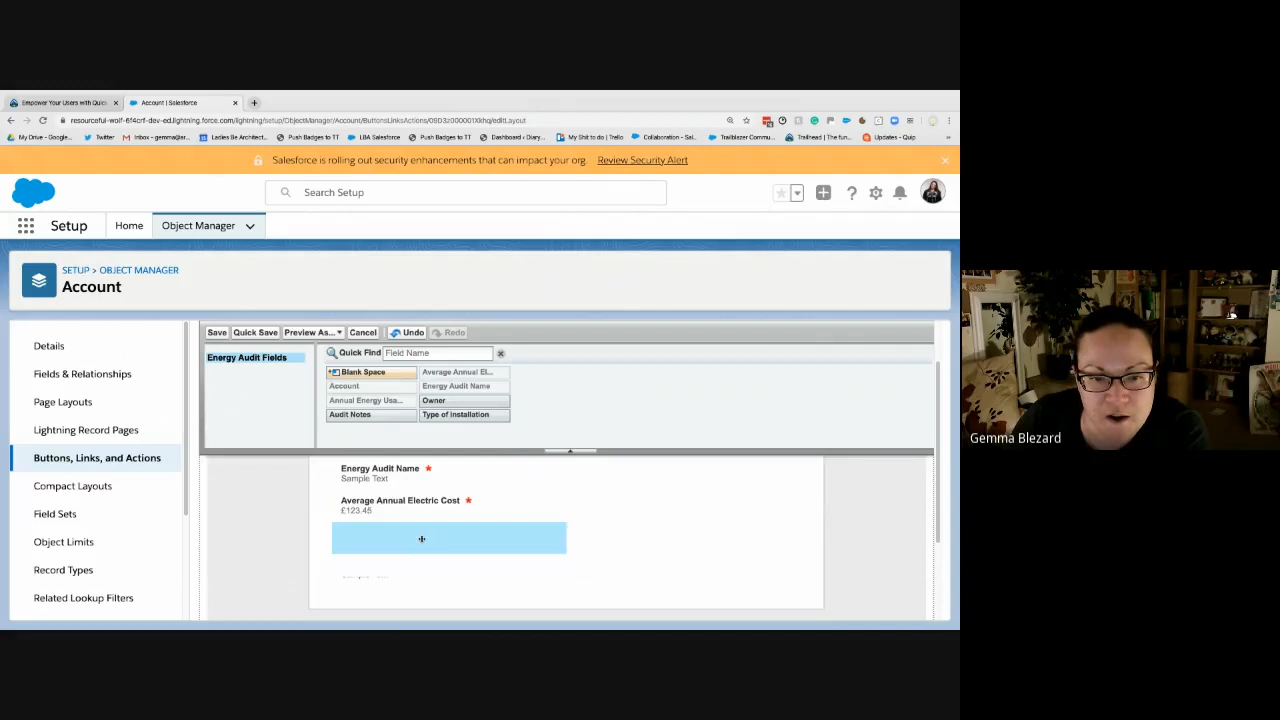 Empower Your Users with Quick
Account | Salesforce
resourceful-wolf-6f4crf-dev-ed.lightning.force.com/lightning/setup/ObjectManager/Account/ButtonsLinksActions/09D3z000001Xkhq/editLayout
My Drive - Google... Twitter Inbox - gemma@ar... Ladies Be Architect... Push Badges to TT LBA Salesforce Push Badges to TT Dashboard / Diary... My Shit to do | Trello Collaboration - Sal... Trailblazer Commu... Trailhead | The fun... Updates - Quip
Salesforce is rolling out security enhancements that can impact your org. Review Security Alert
Search Setup
Setup Home Object Manager
SETUP > OBJECT MANAGER
Account
Details
Fields & Relationships
Page Layouts
Lightning Record Pages
Buttons, Links, and Actions
Compact Layouts
Field Sets
Object Limits
Record Types
Related Lookup Filters
Save Quick Save Preview As... Cancel Undo Redo
Energy Audit Fields
Quick Find Field Name
Blank Space Average Annual El...
Account Energy Audit Name
Annual Energy Usa... Owner
Audit Notes Type of Installation
Energy Audit Name *
Sample Text
Average Annual Electric Cost *
£123.45
Gemma Blezard